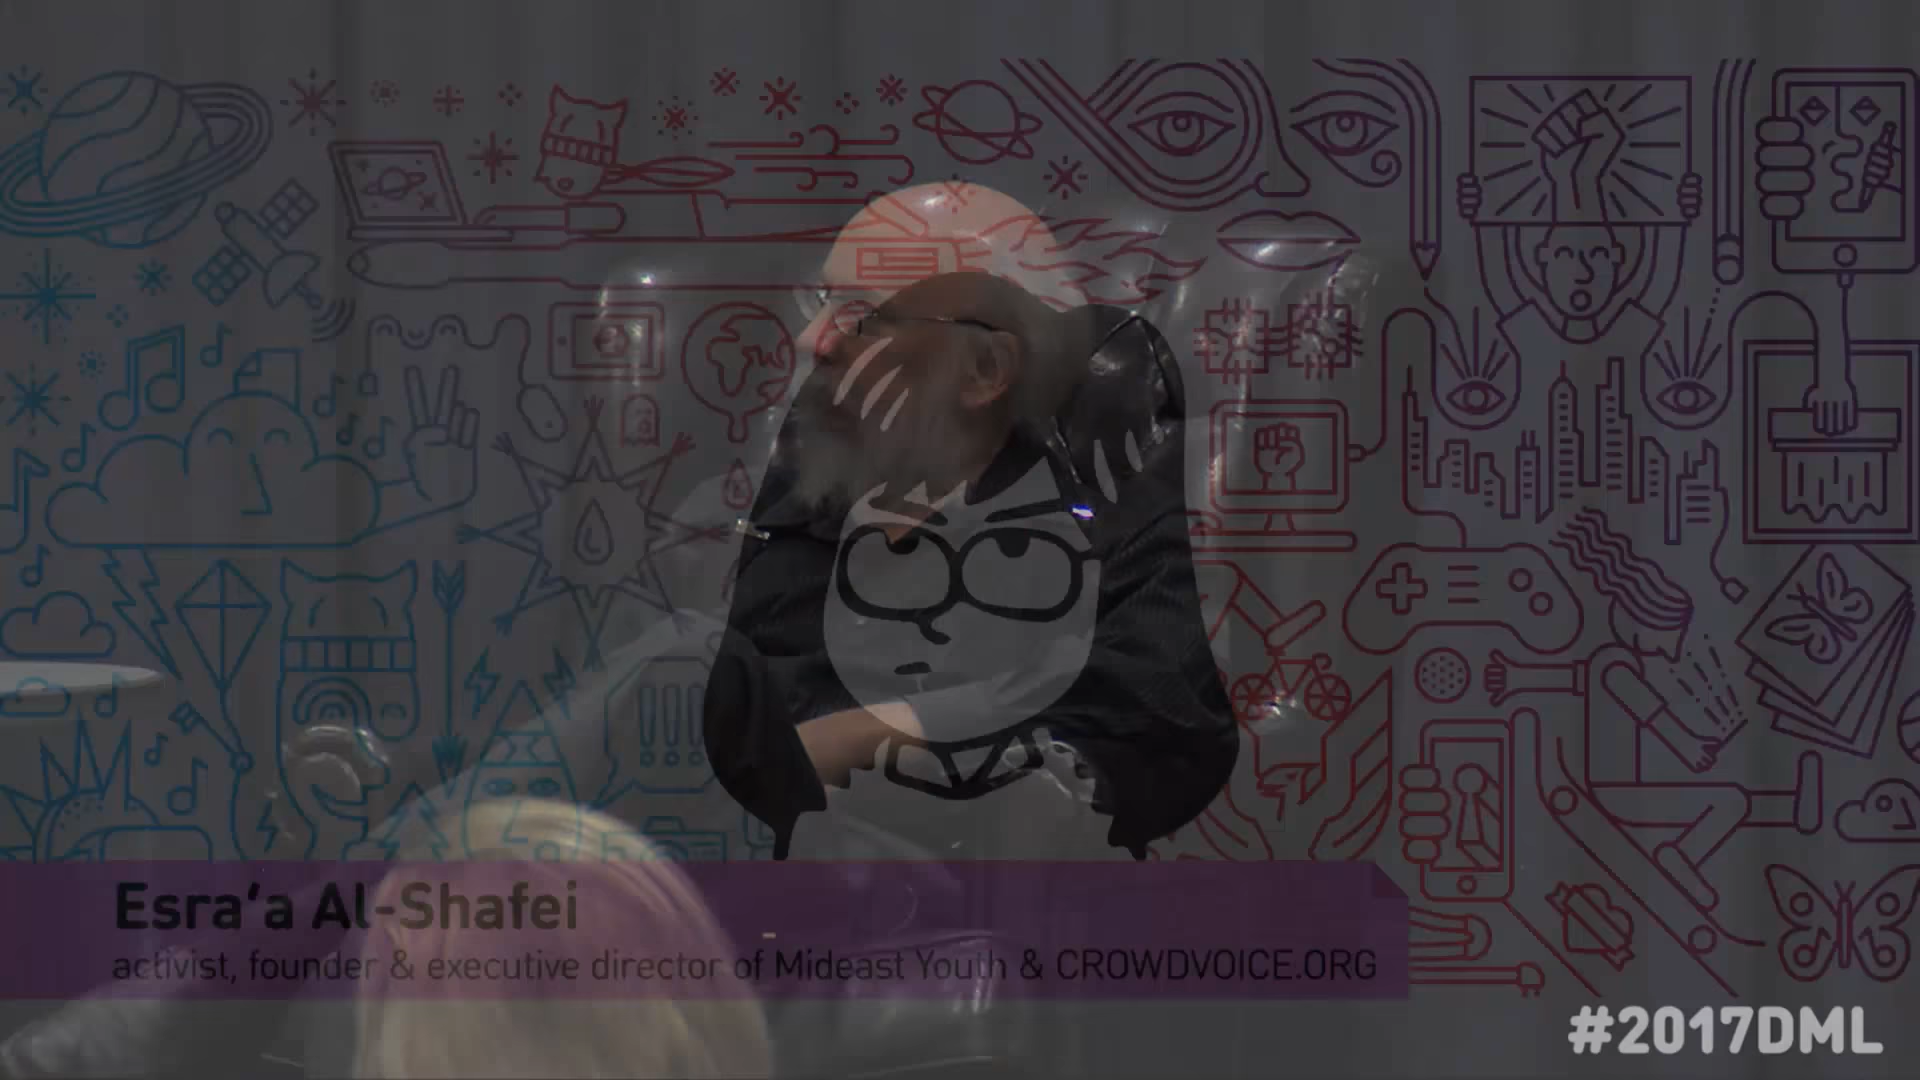 Esra‘a Al-Shafei
activist, founder & executive director of Mideast Youth & CROWDVOICE.ORG
#2017DML